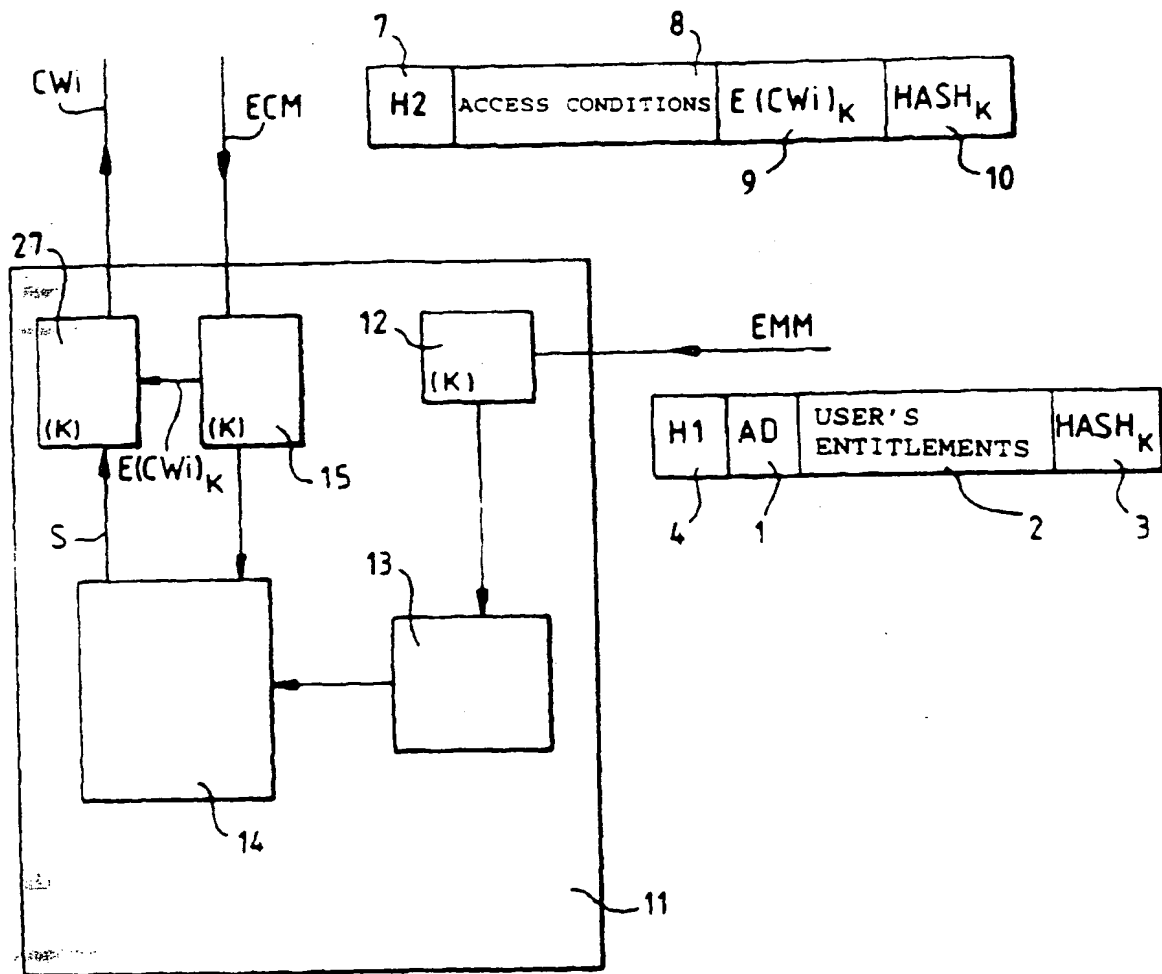 7
8
CWi
ECM
H2 ACCESS CONDITIONS E(CWi)K HASHK
9
10
27
12
EMM
(K)
(K)
(K)
E(CWi)K
15
H1 AD USER'S ENTITLEMENTS HASHK
4
1
2
3
S
13
14
11